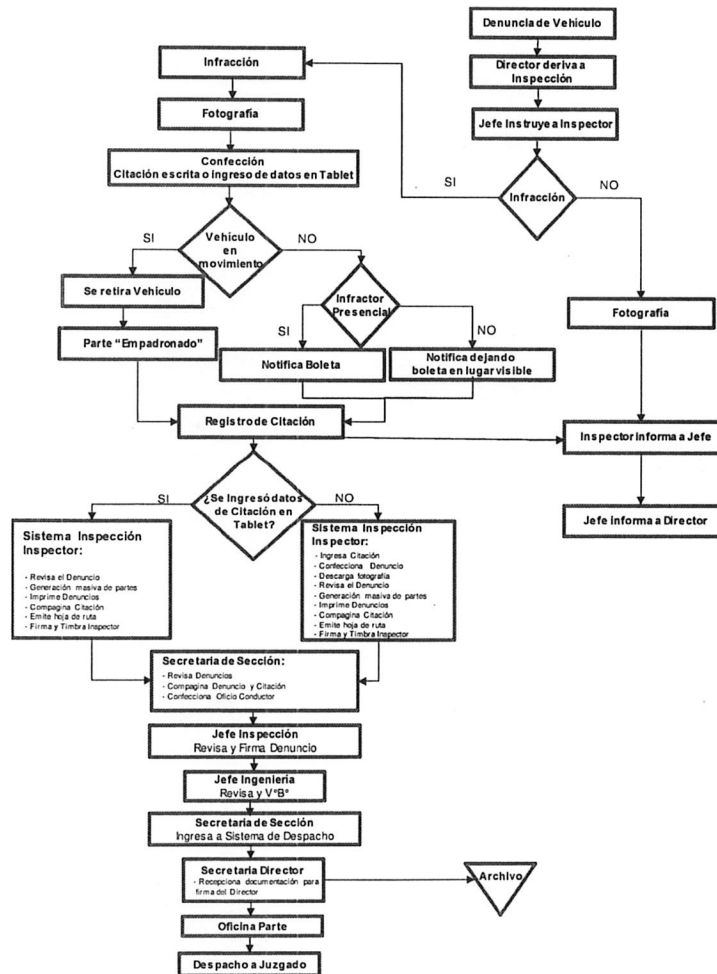 Denuncia de Vehículo
Director deriva a
Inspección
Jefe Instruye a Inspector
Infracción
SI
NO
Infracción
Fotografía
Confección
Citación escrita o ingreso de datos en Tablet
Vehículo
en
movimiento
SI
NO
Se retira Vehículo
Parte “Empadronado”
Infractor
Presencial
SI
NO
Notifica Boleta
Notifica dejando
boleta en lugar visible
Fotografía
Registro de Citación
Inspector informa a Jefe
Jefe informa a Director
¿Se Ingresó datos
de Citación en
Tablet?
SI
NO
Sistema Inspección
Inspector:
- Revisa el Denuncio
- Generación masiva de partes
- Imprime Denuncios
- Compagina Citación
- Emite hoja de ruta
- Firma y Timbra Inspector
Sistema Inspección
Inspector:
- Ingresa Citación
- Confecciona Denuncio
- Descarga fotografía
- Revisa el Denuncio
- Generación masiva de partes
- Imprime Denuncios
- Compagina Citación
- Emite hoja de ruta
- Firma y Timbra Inspector
Secretaria de Sección:
- Revisa Denuncios
- Compagina Denuncio y Citación
- Confecciona Oficio Conductor
Jefe Inspección
Revisa y Firma Denuncio
Jefe Ingeniería
Revisa y V°B°
Secretaría de Sección
Ingresa a Sistema de Despacho
Secretaria Director
- Recepciona documentación para
firma del Director
Archivo
Oficina Parte
Despacho a Juzgado